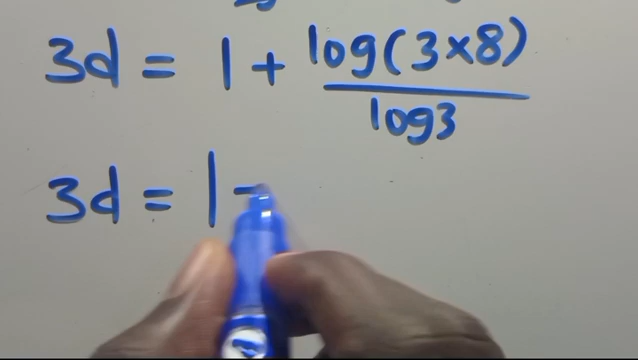 3d = 1 + log(3×8)/log3
3d = 1 -